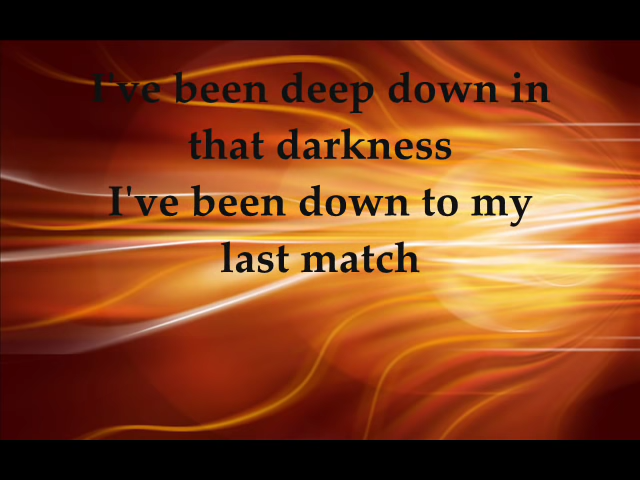 I've been deep down in
that darkness
I've been down to my
last match